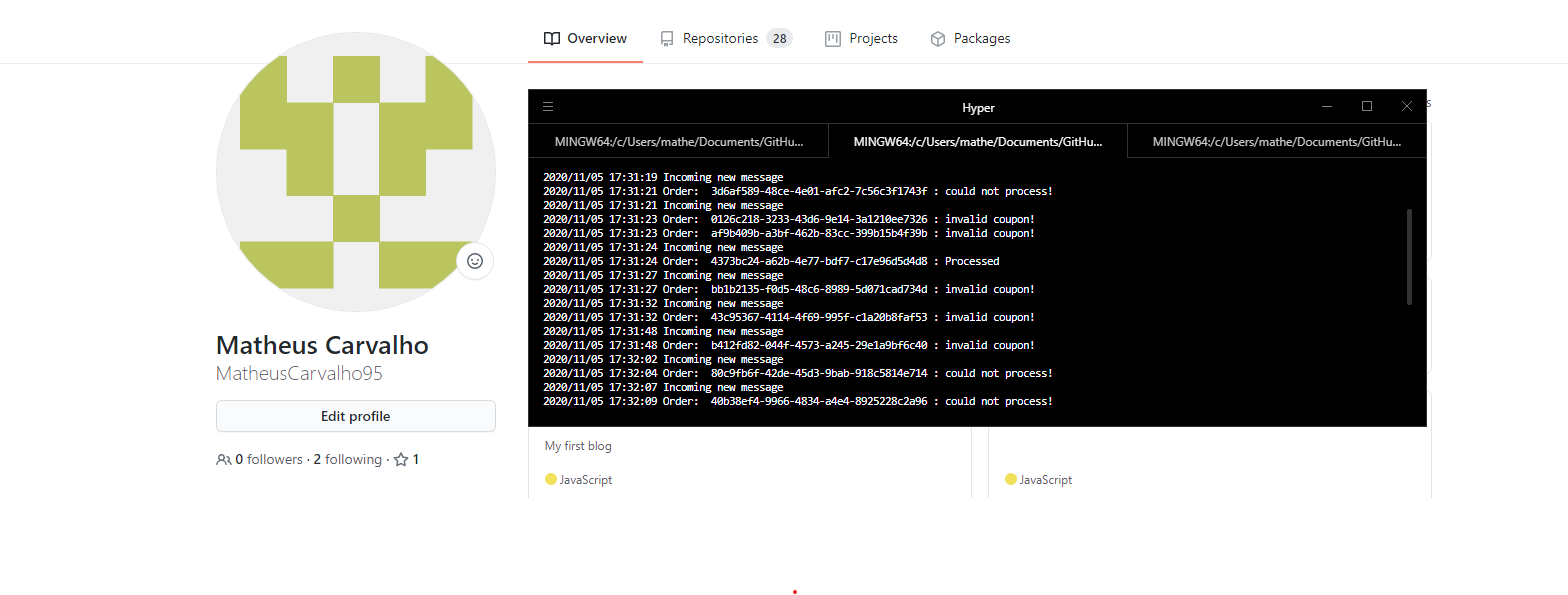 Overview Repositories 28 Projects Packages
Hyper
s
MINGW64:/c/Users/mathe/Documents/GitHu... MINGW64:/c/Users/mathe/Documents/GitHu... MINGW64:/c/Users/mathe/Documents/GitHu...
2020/11/05 17:31:19 Incoming new message
2020/11/05 17:31:21 Order:  3d6af589-48ce-4e01-afc2-7c56c3f1743f : could not process!
2020/11/05 17:31:21 Incoming new message
2020/11/05 17:31:23 Order:  0126c218-3233-43d6-9e14-3a1210ee7326 : invalid coupon!
2020/11/05 17:31:23 Order:  af9b409b-a3bf-462b-83cc-399b15b4f39b : invalid coupon!
2020/11/05 17:31:24 Incoming new message
2020/11/05 17:31:24 Order:  4373bc24-a62b-4e77-bdf7-c17e96d5d4d8 : Processed
2020/11/05 17:31:27 Incoming new message
2020/11/05 17:31:27 Order:  bb1b2135-f0d5-48c6-8989-5d071cad734d : invalid coupon!
2020/11/05 17:31:32 Incoming new message
2020/11/05 17:31:32 Order:  43c95367-4114-4f69-995f-c1a20b8faf53 : invalid coupon!
2020/11/05 17:31:48 Incoming new message
2020/11/05 17:31:48 Order:  b412fd82-044f-4573-a245-29e1a9bf6c40 : invalid coupon!
2020/11/05 17:32:02 Incoming new message
2020/11/05 17:32:04 Order:  80c9fb6f-42de-45d3-9bab-918c5814e714 : could not process!
2020/11/05 17:32:07 Incoming new message
2020/11/05 17:32:09 Order:  40b38ef4-9966-4834-a4e4-8925228c2a96 : could not process!
Matheus Carvalho
MatheusCarvalho95
Edit profile
0 followers · 2 following · 1
My first blog
JavaScript
JavaScript